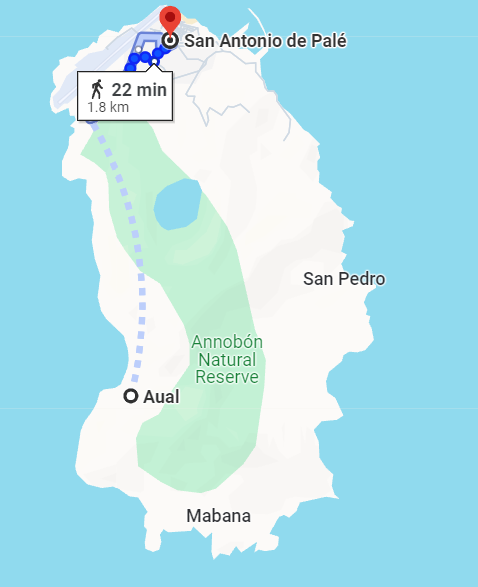 San Antonio de Palé
22 min
1.8 km
San Pedro
Annobón
Natural
Reserve
Aual
Mabana